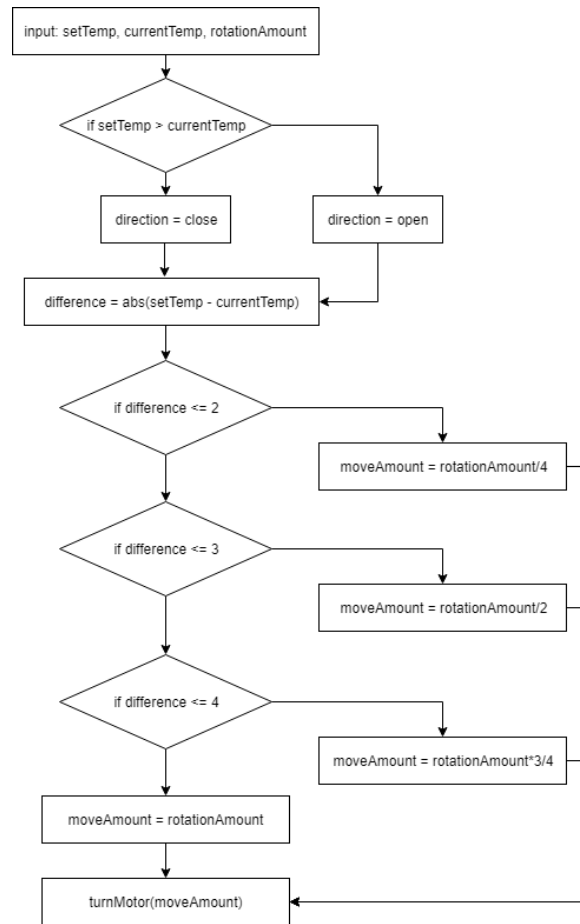 input: setTemp, currentTemp, rotationAmount
if setTemp > currentTemp
direction = close
direction = open
difference = abs(setTemp - currentTemp)
if difference <= 2
moveAmount = rotationAmount/4
if difference <= 3
moveAmount = rotationAmount/2
if difference <= 4
moveAmount = rotationAmount*3/4
moveAmount = rotationAmount
turnMotor(moveAmount)